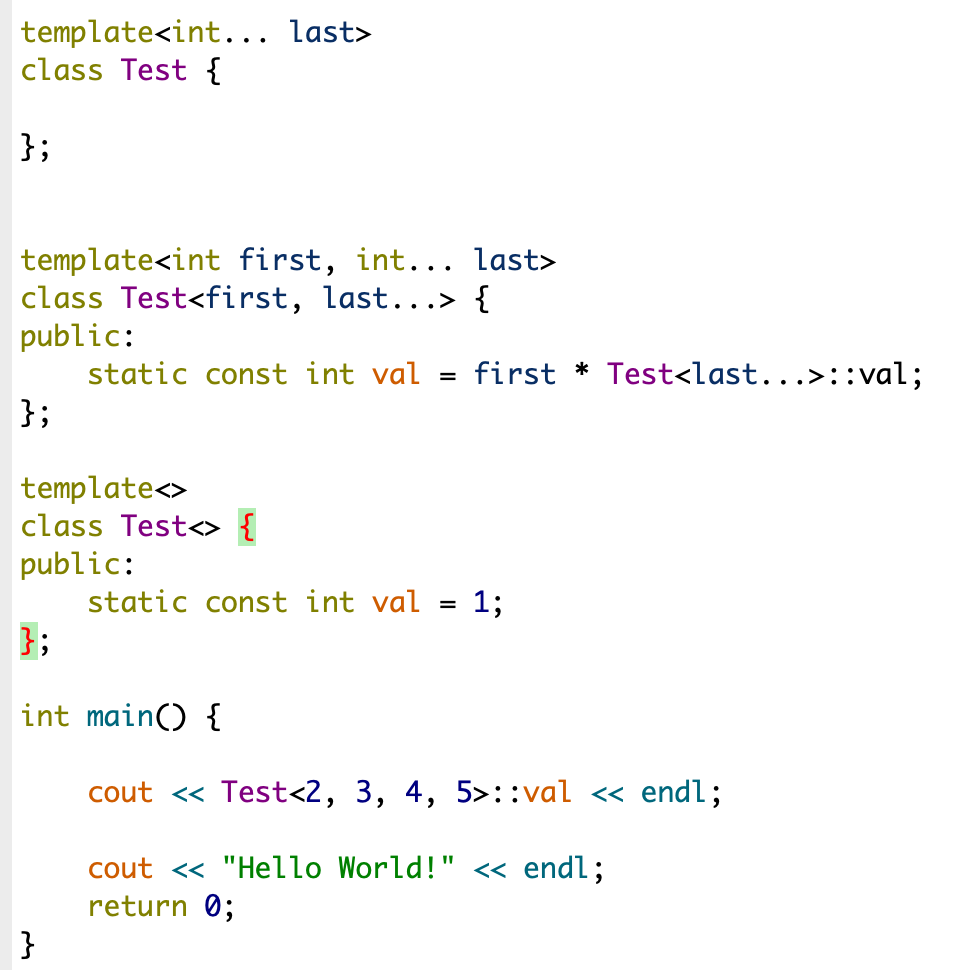 template<int... last>
class Test {
};
template<int first, int... last>
class Test<first, last...> {
public:
    static const int val = first * Test<last...>::val;
};
template<>
class Test<> {
public:
    static const int val = 1;
};
int main() {
    cout << Test<2, 3, 4, 5>::val << endl;
    cout << "Hello World!" << endl;
    return 0;
}